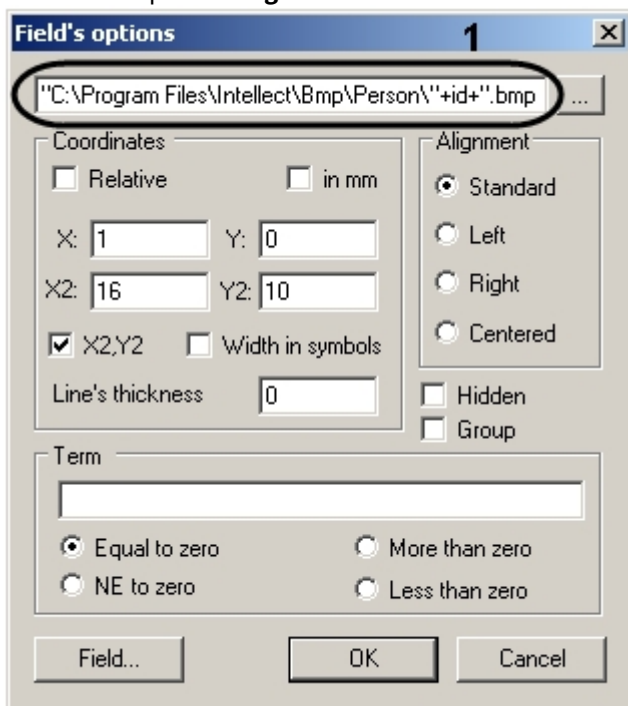 Field's options 1
"C:\Program Files\Intellect\Bmp\Person\"+id+".bmp ...
Coordinates
Relative in mm
X: 1 Y: 0
X2: 16 Y2: 10
X2,Y2 Width in symbols
Line's thickness 0
Alignment
Standard
Left
Right
Centered
Hidden
Group
Term
Equal to zero More than zero
NE to zero Less than zero
Field... OK Cancel